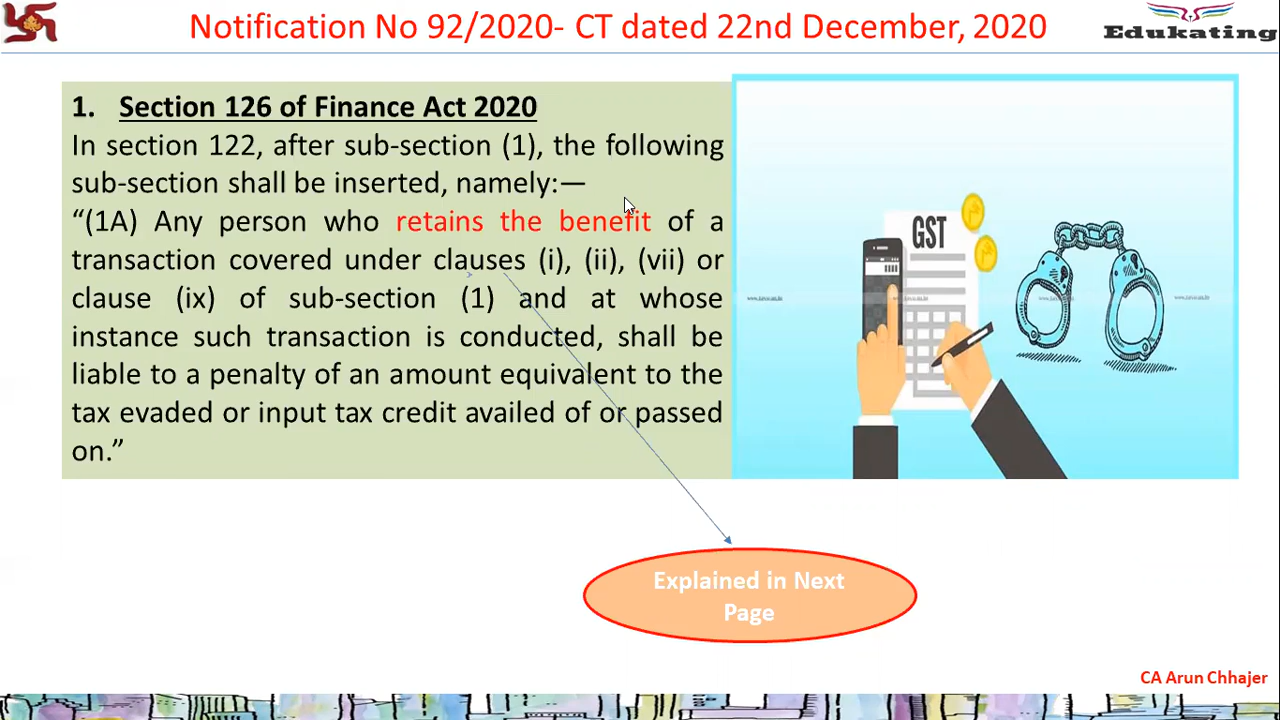 Notification No 92/2020- CT dated 22nd December, 2020
Edukating
1. Section 126 of Finance Act 2020
In section 122, after sub-section (1), the following
sub-section shall be inserted, namely:—
“(1A) Any person who retains the benefit of a
transaction covered under clauses (i), (ii), (vii) or
clause (ix) of sub-section (1) and at whose
instance such transaction is conducted, shall be
liable to a penalty of an amount equivalent to the
tax evaded or input tax credit availed of or passed
on.”
GST
Explained in Next
Page
CA Arun Chhajer